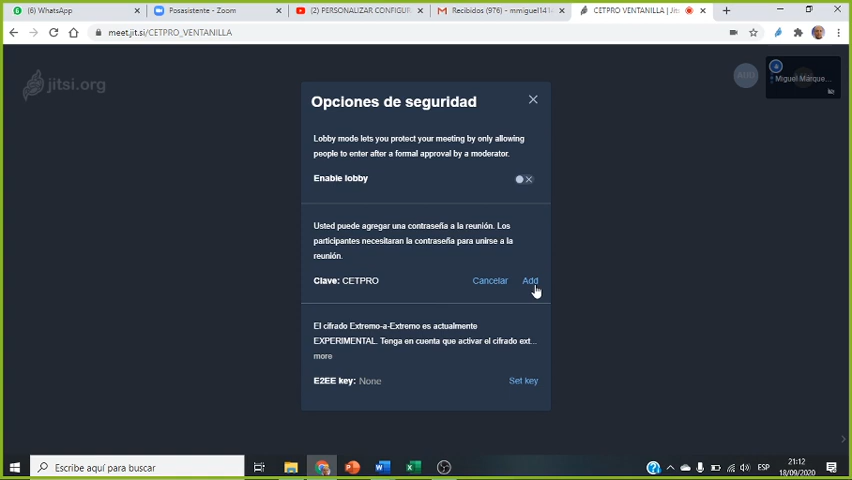 (6) WhatsApp
Posasistente - Zoom
(2) PERSONALIZAR CONFIGUR
Recibidos (976) - mmiguel141
CETPRO VENTANILLA | Jits
meet.jit.si/CETPRO_VENTANILLA
jitsi.org
Miguel Marque...
Opciones de seguridad
Lobby mode lets you protect your meeting by only allowing
people to enter after a formal approval by a moderator.
Enable lobby
Usted puede agregar una contraseña a la reunión. Los
participantes necesitaran la contraseña para unirse a la
reunión.
Clave: CETPRO Cancelar Add
El cifrado Extremo-a-Extremo es actualmente
EXPERIMENTAL. Tenga en cuenta que activar el cifrado ext...
more
E2EE key: None Set key
Escribe aquí para buscar
ESP
21:12
18/09/2020